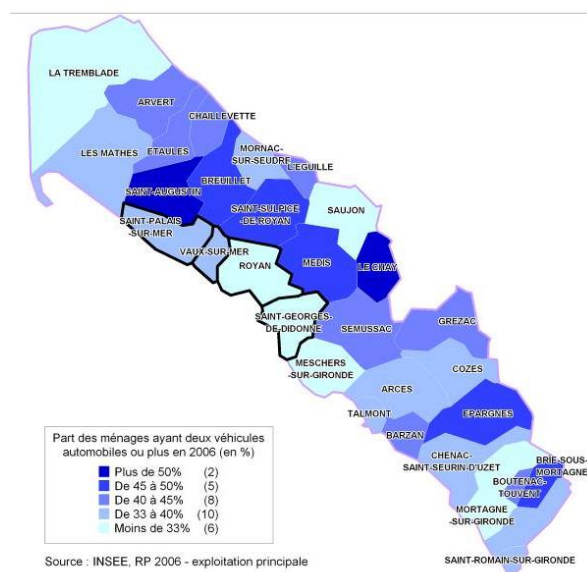 LA TREMBLADE
ARVERT
CHAILLEVETTE
LES MATHES
ETAULES
MORNAC-
SUR-SEUDRE
L'EGUILLE
BREUILLET
SAINT-AUGUSTIN
SAINT-SULPICE
-DE-ROYAN
SAUJON
SAINT-PALAIS
-SUR-MER
VAUX-SUR-MER
ROYAN
MEDIS
LE CHAY
SAINT-GEORGES-
DE-DIDONNE
SEMUSSAC
GREZAC
MESCHERS
-SUR-GIRONDE
COZES
ARCES
TALMONT
EPARGNES
BARZAN
CHENAC-
SAINT-SEURIN-D'UZET
BRIE-SOUS-
MORTAGNE
BOUTENAC-
TOUVENT
MORTAGNE
-SUR-GIRONDE
SAINT-ROMAIN-SUR-GIRONDE
Part des ménages ayant deux véhicules
automobiles ou plus en 2006 (en %)
Plus de 50% (2)
De 45 à 50% (5)
De 40 à 45% (8)
De 33 à 40% (10)
Moins de 33% (6)
Source : INSEE, RP 2006 - exploitation principale